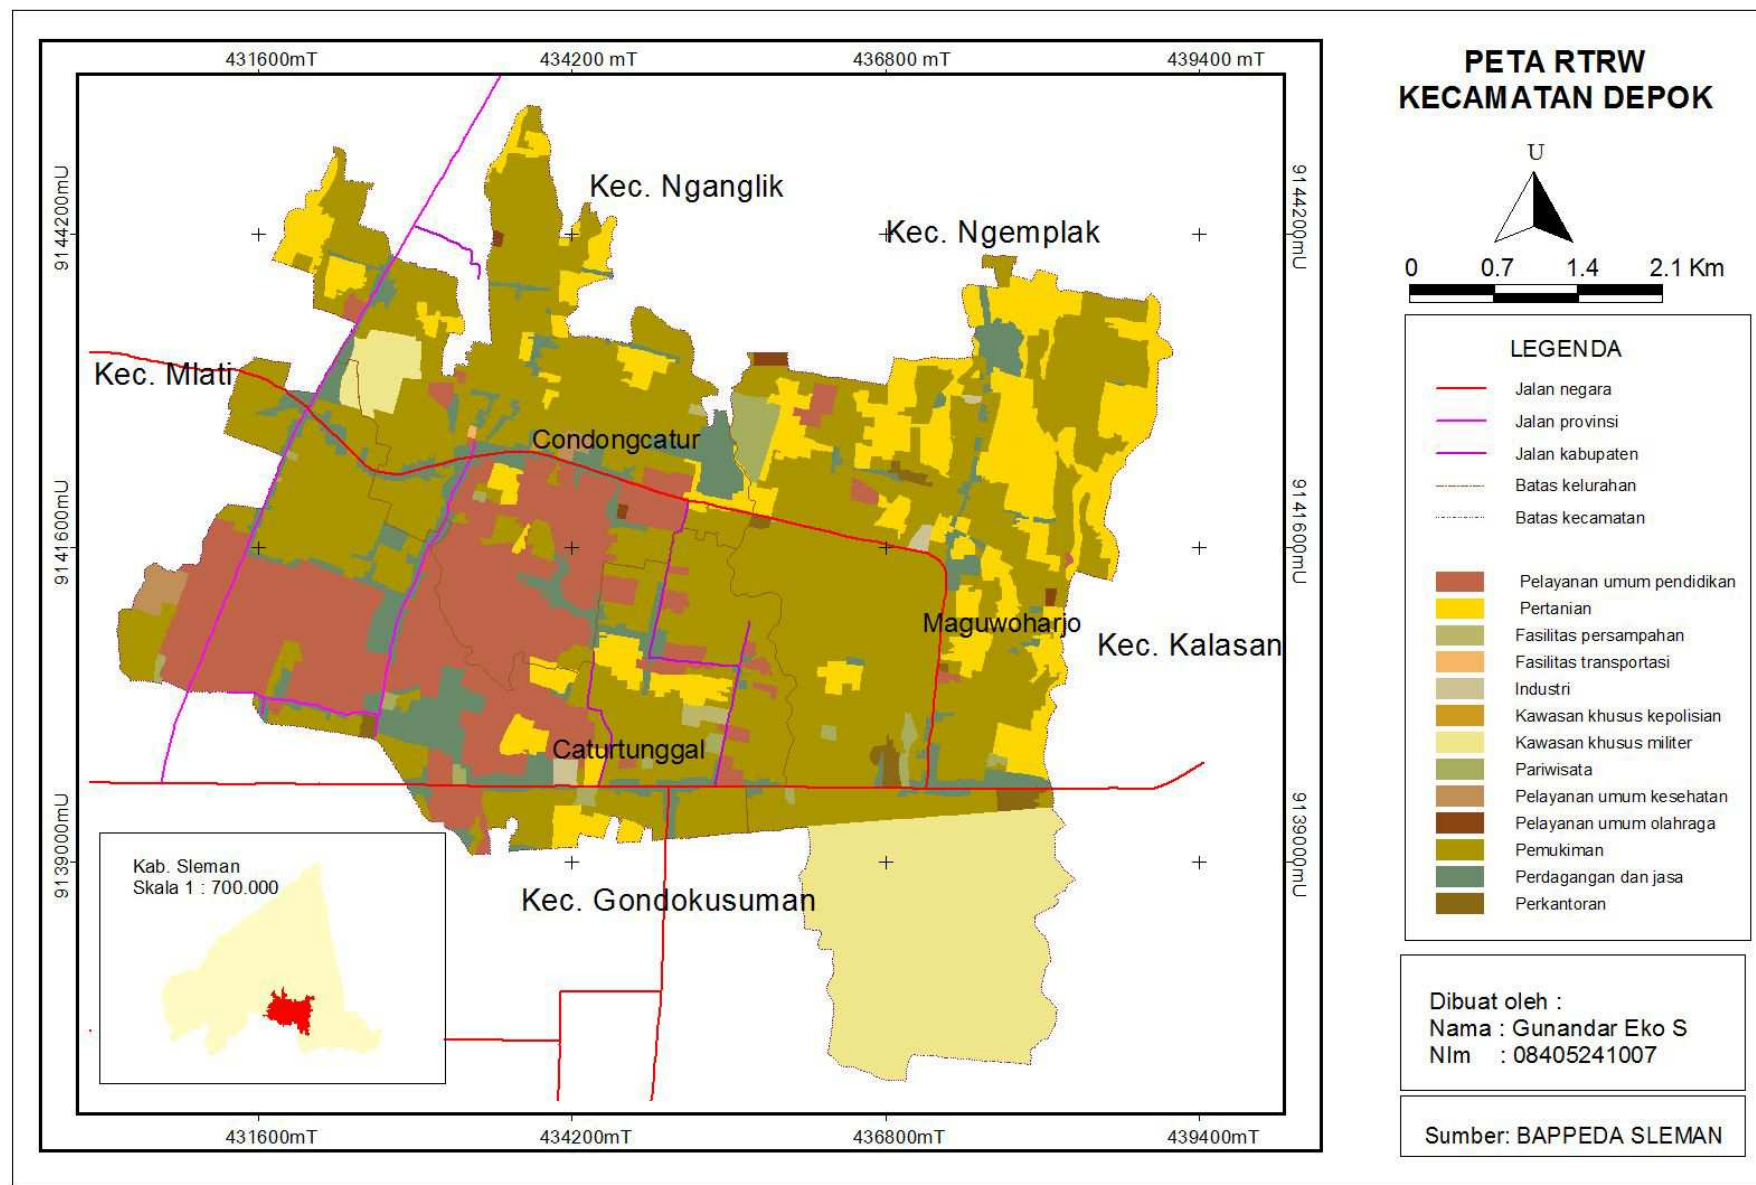 431600mT
434200 mT
436800mT
439400 mT
9144200mU
9141600mU
9139000mU
9144200mU
9141600mU
9139000mU
Kec. Nganglik
Kec. Ngemplak
Kec. Mlati
Condongcatur
Maguwoharjo
Kec. Kalasan
Caturtunggal
Kec. Gondokusuman
Kab. Sleman
Skala 1 : 700.000
431600mT
434200mT
436800mT
439400mT
PETA RTRW
KECAMATAN DEPOK
U
0 0.7 1.4 2.1 Km
LEGENDA
Jalan negara
Jalan provinsi
Jalan kabupaten
Batas kelurahan
Batas kecamatan
Pelayanan umum pendidikan
Pertanian
Fasilitas persampahan
Fasilitas transportasi
Industri
Kawasan khusus kepolisian
Kawasan khusus militer
Pariwisata
Pelayanan umum kesehatan
Pelayanan umum olahraga
Pemukiman
Perdagangan dan jasa
Perkantoran
Dibuat oleh :
Nama : Gunandar Eko S
NIm : 08405241007
Sumber: BAPPEDA SLEMAN